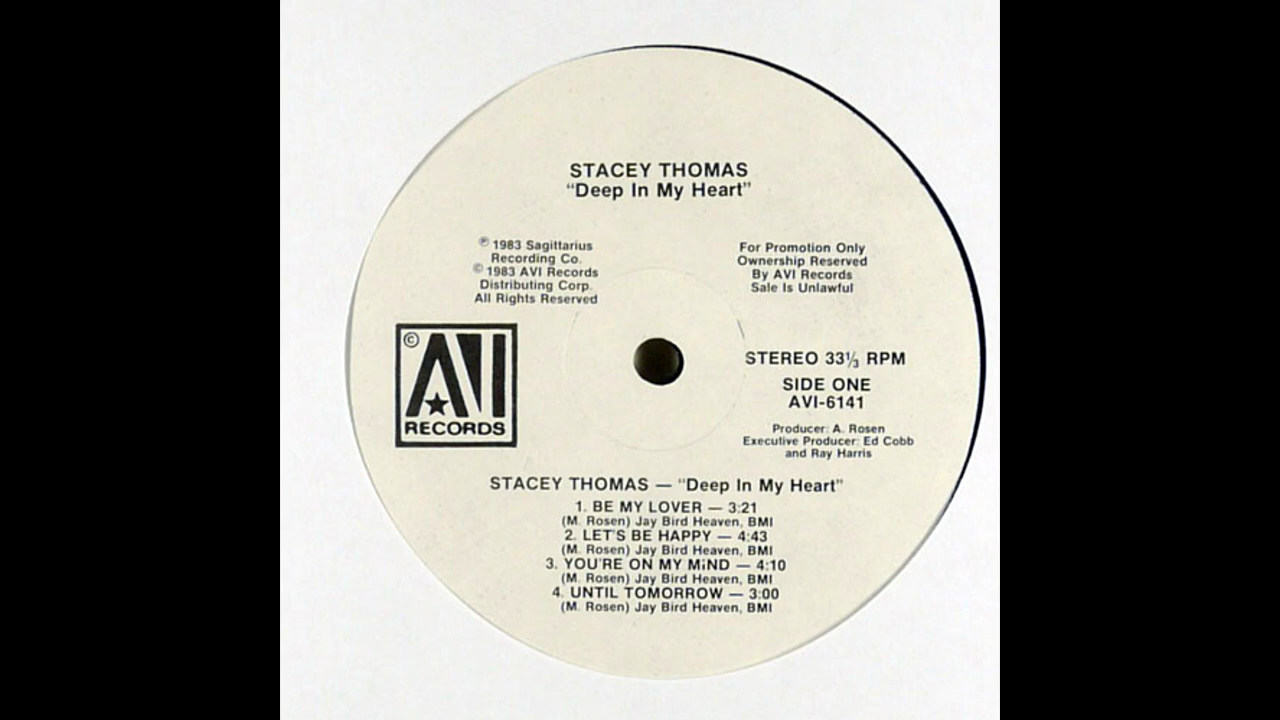 STACEY THOMAS
“Deep In My Heart”
℗ 1983 Sagittarius
Recording Co.
© 1983 AVI Records
Distributing Corp.
All Rights Reserved
For Promotion Only
Ownership Reserved
By AVI Records
Sale Is Unlawful
©
AVI
RECORDS
STEREO 33⅓ RPM
SIDE ONE
AVI-6141
Producer: A. Rosen
Executive Producer: Ed Cobb
and Ray Harris
STACEY THOMAS — “Deep In My Heart”
1. BE MY LOVER — 3:21
(M. Rosen) Jay Bird Heaven, BMI
2. LET'S BE HAPPY — 4:43
(M. Rosen) Jay Bird Heaven, BMI
3. YOU'RE ON MY MiND — 4:10
(M. Rosen) Jay Bird Heaven, BMI
4. UNTIL TOMORROW — 3:00
(M. Rosen) Jay Bird Heaven, BMI